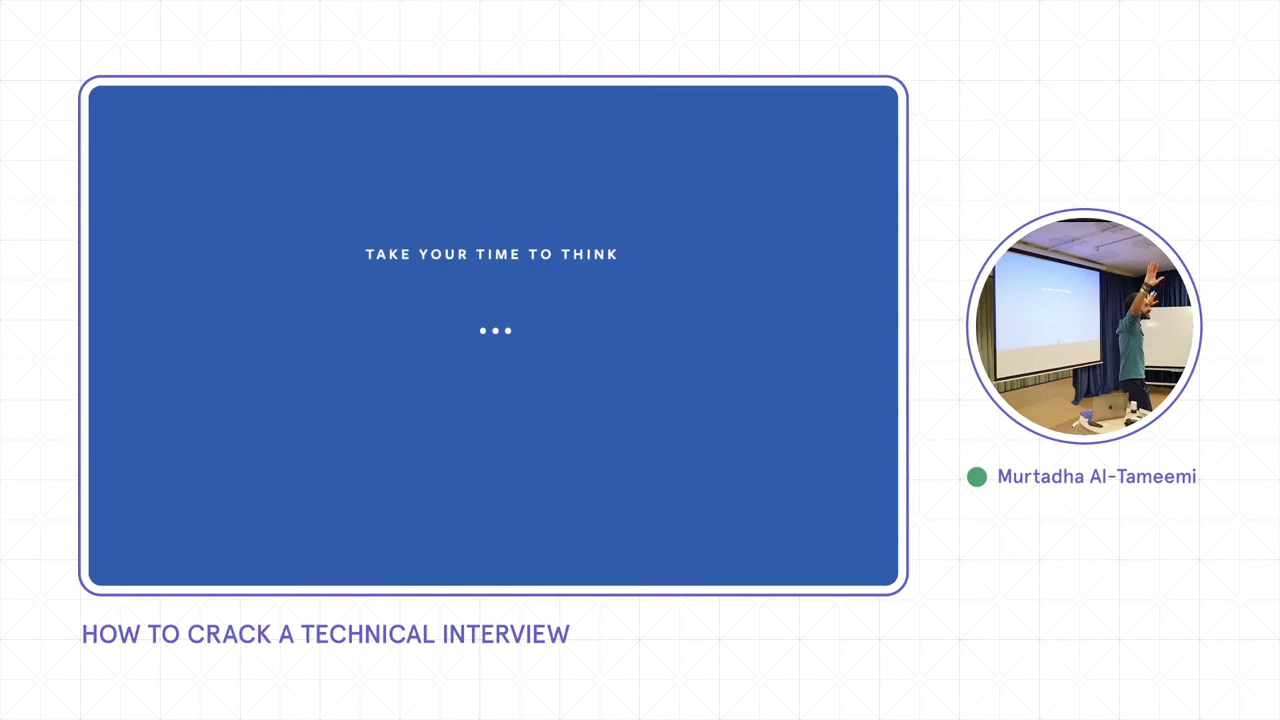 TAKE YOUR TIME TO THINK
•••
Murtadha Al-Tameemi
HOW TO CRACK A TECHNICAL INTERVIEW